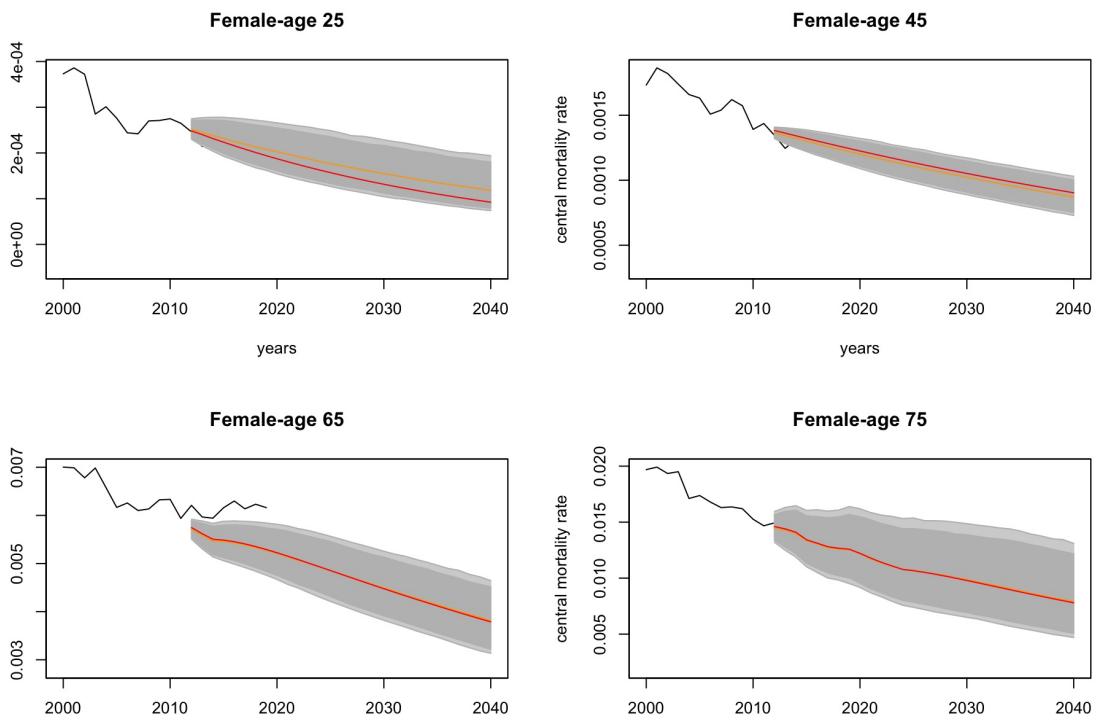 Female-age 25
4e-04
2e-04
0e+00
2000 2010 2020 2030 2040
years
Female-age 45
central mortality rate
0.0015
0.0010
0.0005
2000 2010 2020 2030 2040
years
Female-age 65
0.007
0.005
0.003
2000 2010 2020 2030 2040
Female-age 75
central mortality rate
0.020
0.015
0.010
0.005
2000 2010 2020 2030 2040